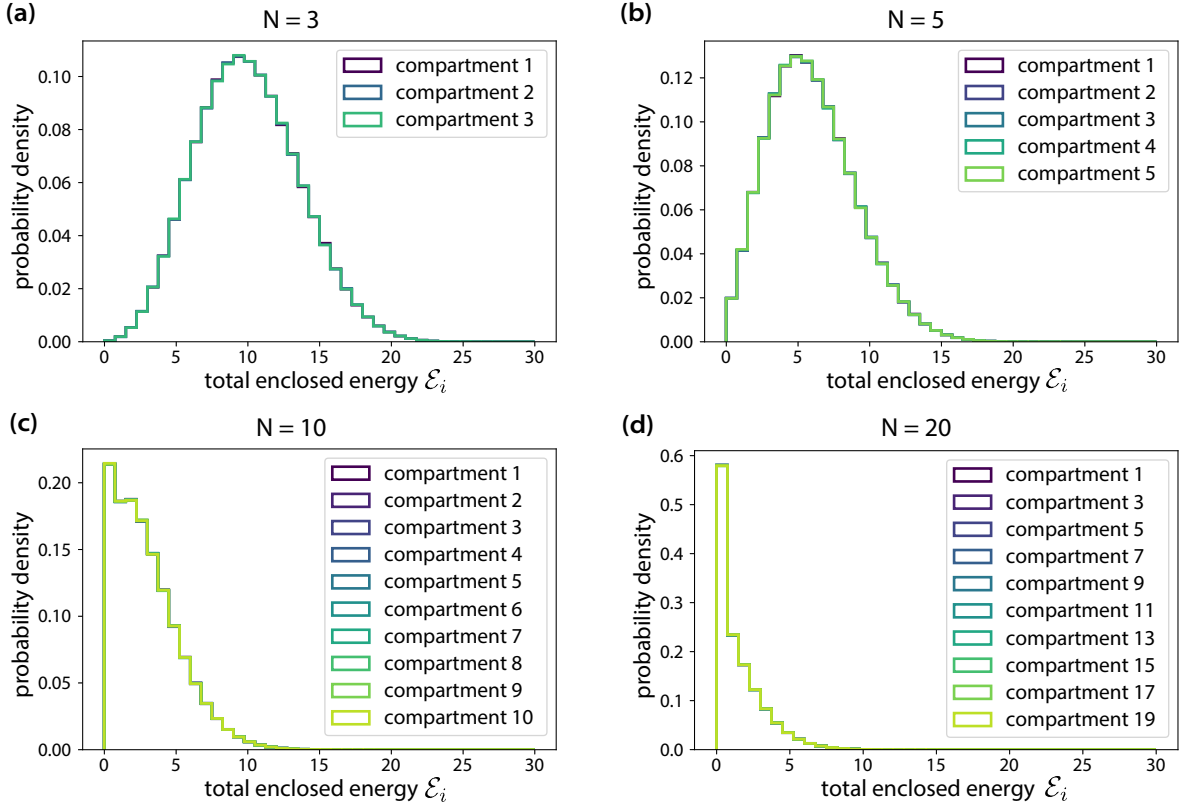 (a)
N = 3
probability density
0.10
0.08
0.06
0.04
0.02
0.00
compartment 1
compartment 2
compartment 3
0 5 10 15 20 25 30
total enclosed energy ℰᵢ
(b)
N = 5
probability density
0.12
0.10
0.08
0.06
0.04
0.02
0.00
compartment 1
compartment 2
compartment 3
compartment 4
compartment 5
0 5 10 15 20 25 30
total enclosed energy ℰᵢ
(c)
N = 10
probability density
0.20
0.15
0.10
0.05
0.00
compartment 1
compartment 2
compartment 3
compartment 4
compartment 5
compartment 6
compartment 7
compartment 8
compartment 9
compartment 10
0 5 10 15 20 25 30
total enclosed energy ℰᵢ
(d)
N = 20
probability density
0.6
0.5
0.4
0.3
0.2
0.1
0.0
compartment 1
compartment 3
compartment 5
compartment 7
compartment 9
compartment 11
compartment 13
compartment 15
compartment 17
compartment 19
0 5 10 15 20 25 30
total enclosed energy ℰᵢ